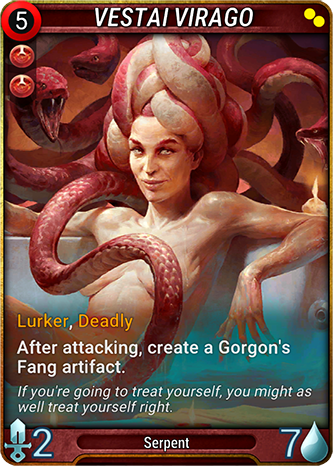 5
VESTAI VIRAGO
Lurker, Deadly
After attacking, create a Gorgon's
Fang artifact.
If you're going to treat yourself, you might as
well treat yourself right.
2
Serpent
7